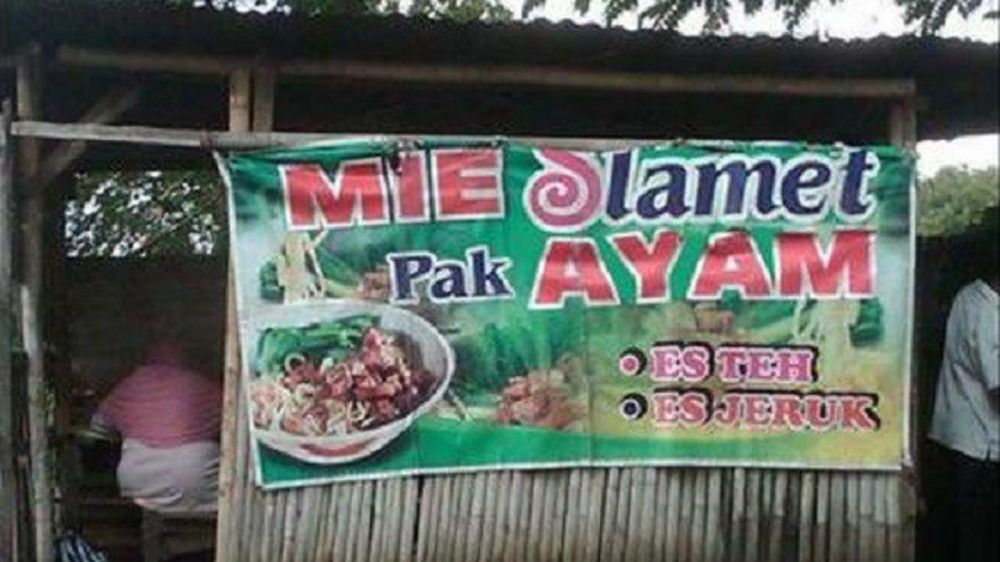 MIE Slamet
Pak AYAM
• ES TEH
• ES JERUK